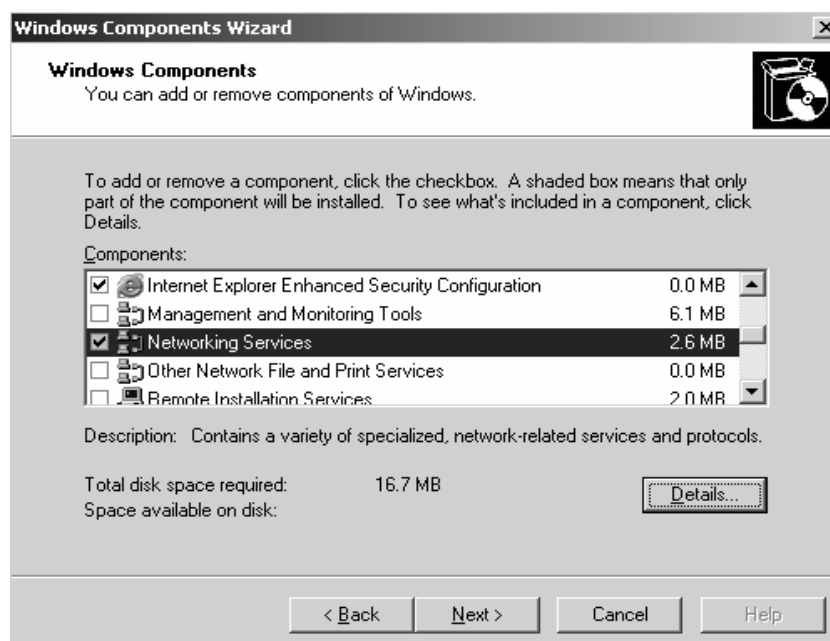 Windows Components Wizard
Windows Components
You can add or remove components of Windows.
To add or remove a component, click the checkbox. A shaded box means that only
part of the component will be installed. To see what's included in a component, click
Details.
Components:
Internet Explorer Enhanced Security Configuration 0.0 MB
Management and Monitoring Tools 6.1 MB
Networking Services 2.6 MB
Other Network File and Print Services 0.0 MB
Remote Installation Services 2.0 MB
Description: Contains a variety of specialized, network-related services and protocols.
Total disk space required: 16.7 MB
Space available on disk:
Details...
< Back Next > Cancel Help